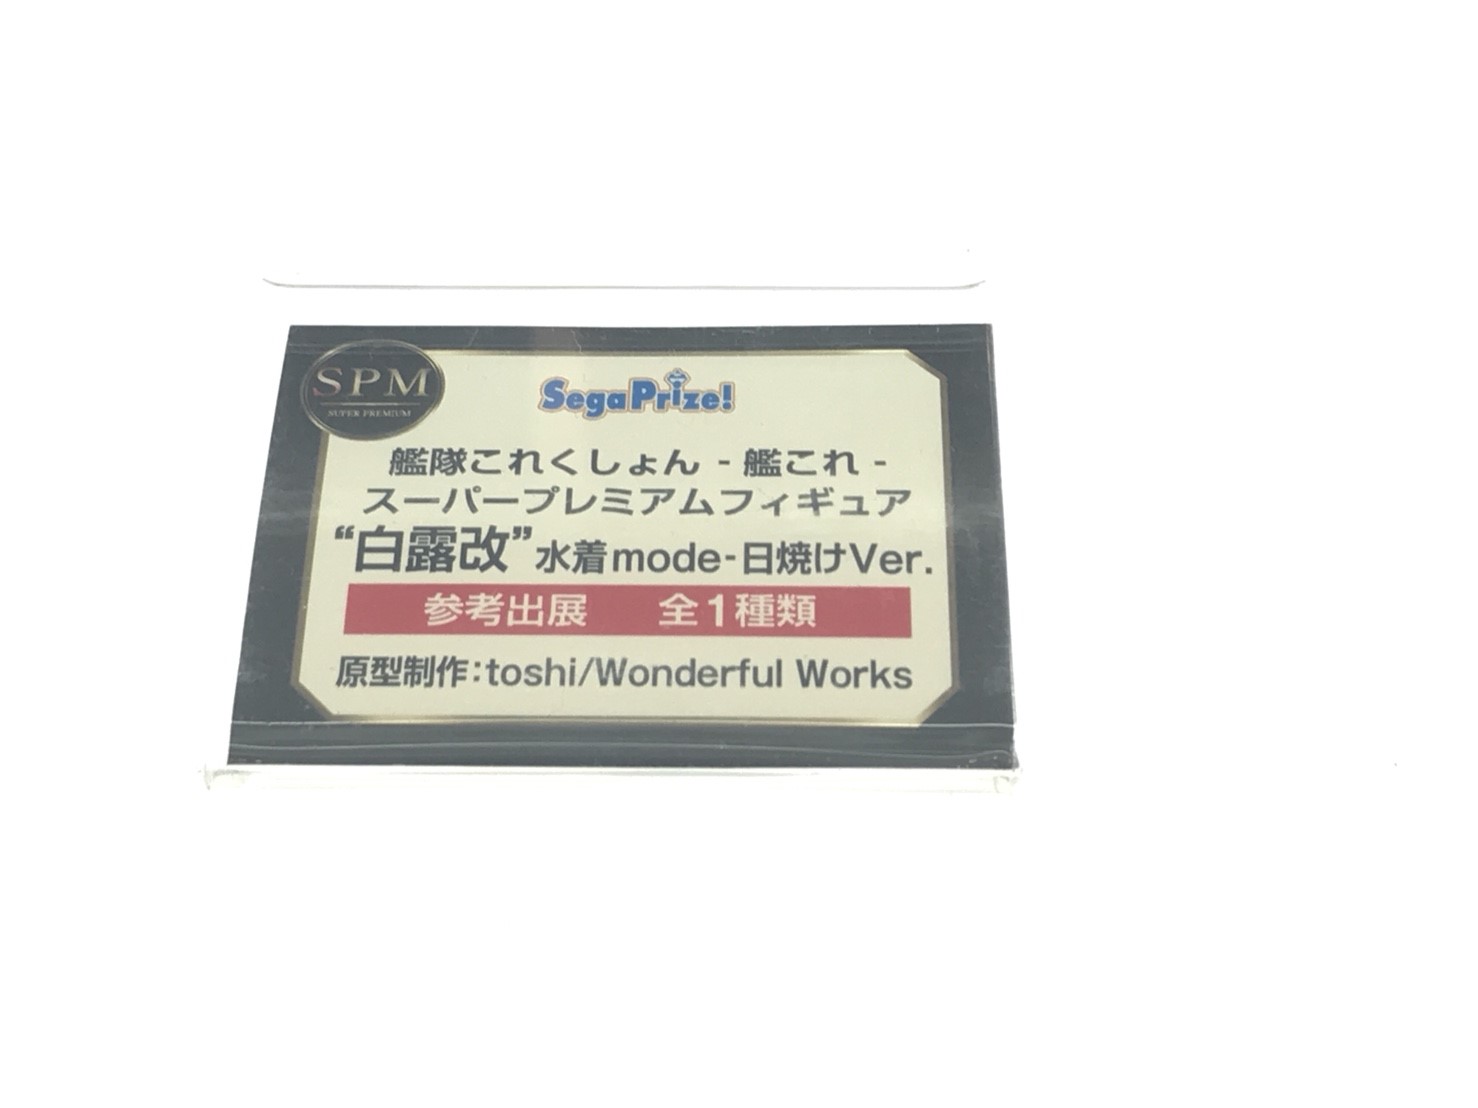 SPM
SUPER PREMIUM
SegaPrize!
艦隊これくしょん - 艦これ -
スーパープレミアムフィギュア
“白露改”水着mode-日焼けVer.
参考出展 全1種類
原型制作:toshi/Wonderful Works